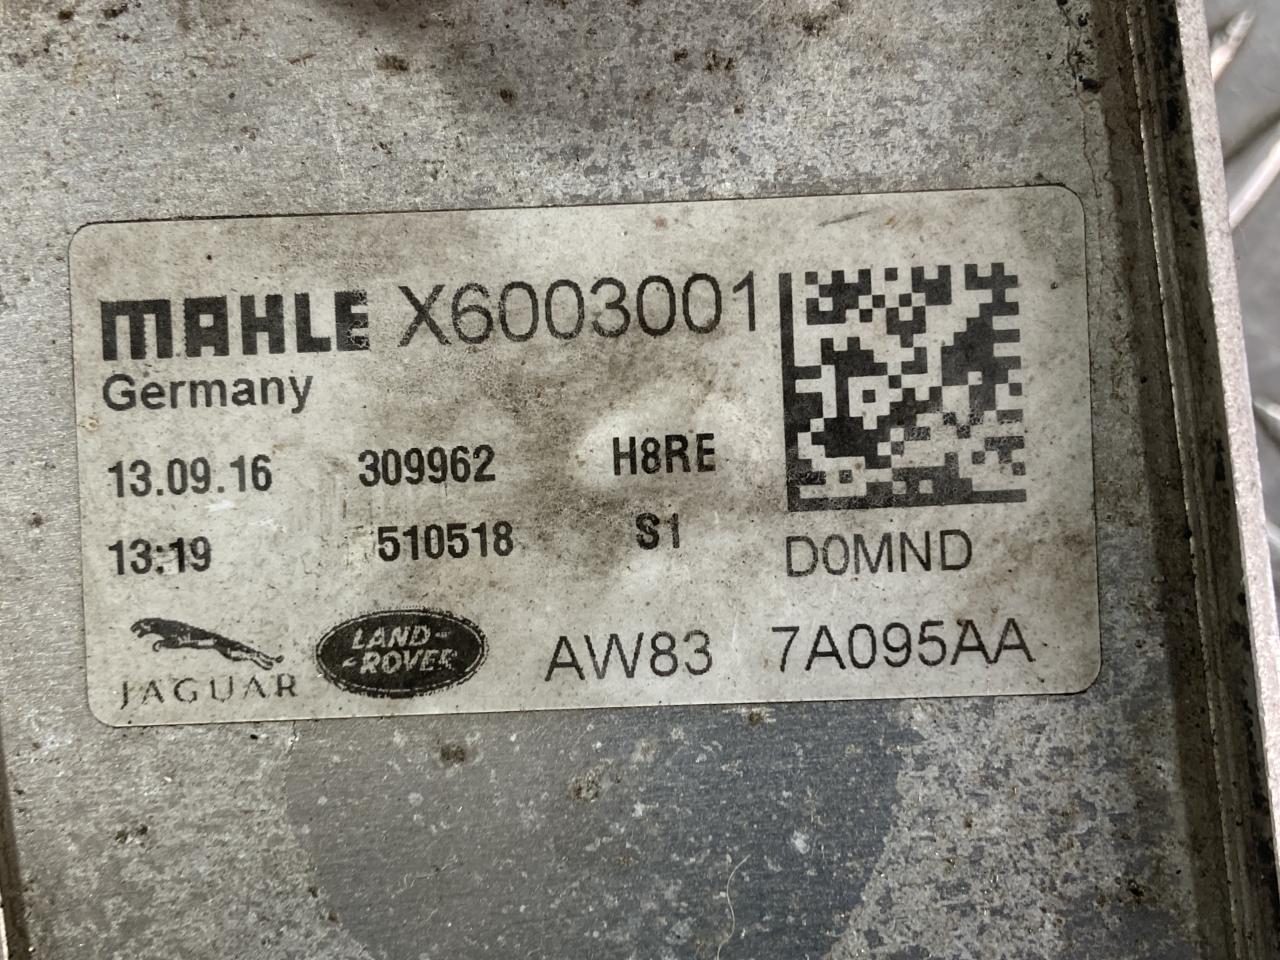 MAHLE X6003001
Germany
13.09.16 309962 H8RE
13:19 510518 S1 D0MND
JAGUAR LAND-ROVER AW83 7A095AA